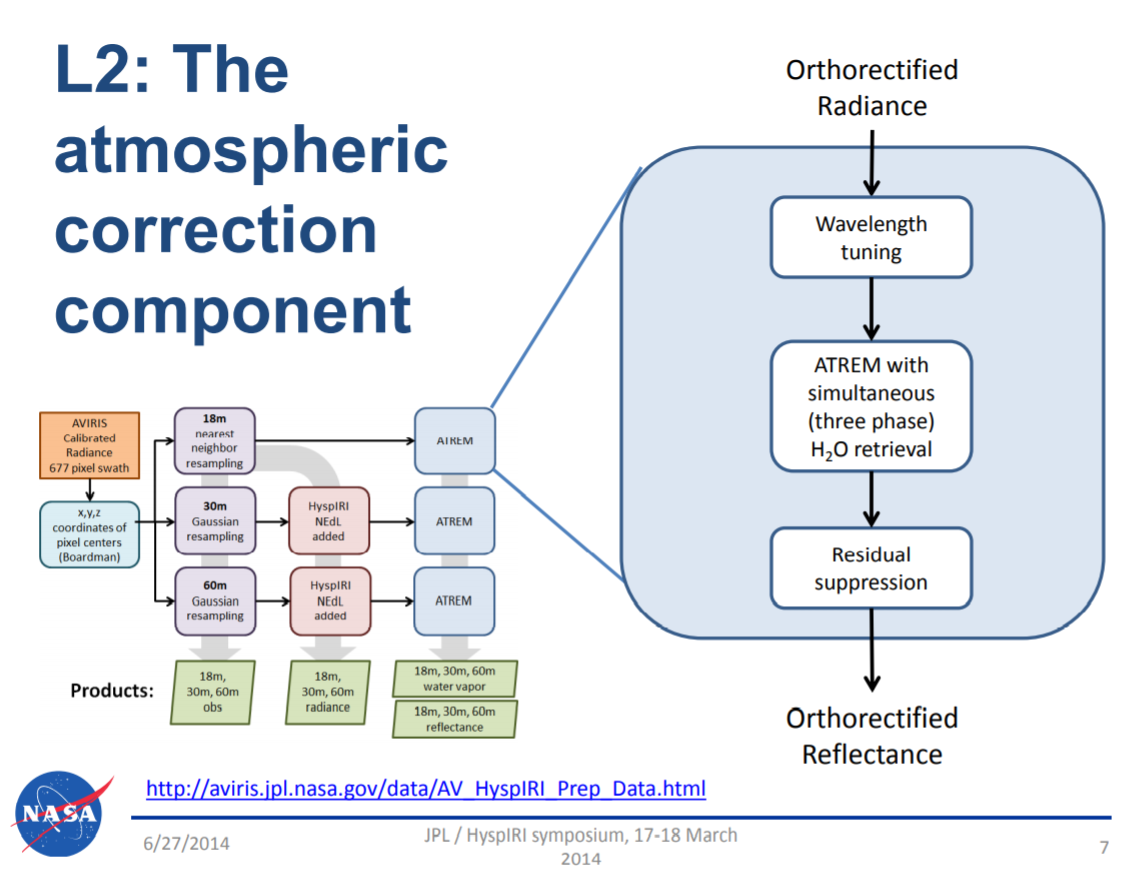 L2: The
atmospheric
correction
component
Orthorectified
Radiance
Wavelength
tuning
ATREM with
simultaneous
(three phase)
H₂O retrieval
Residual
suppression
Orthorectified
Reflectance
AVIRIS
Calibrated
Radiance
677 pixel swath
x,y,z
coordinates of
pixel centers
(Boardman)
18m
nearest
neighbor
resampling
ATREM
30m
Gaussian
resampling
HyspIRI
NEdL
added
ATREM
60m
Gaussian
resampling
HyspIRI
NEdL
added
ATREM
Products:
18m,
30m, 60m
obs
18m,
30m, 60m
radiance
18m, 30m, 60m
water vapor
18m, 30m, 60m
reflectance
http://aviris.jpl.nasa.gov/data/AV_HyspIRI_Prep_Data.html
NASA
6/27/2014
JPL / HyspIRI symposium, 17-18 March
2014
7